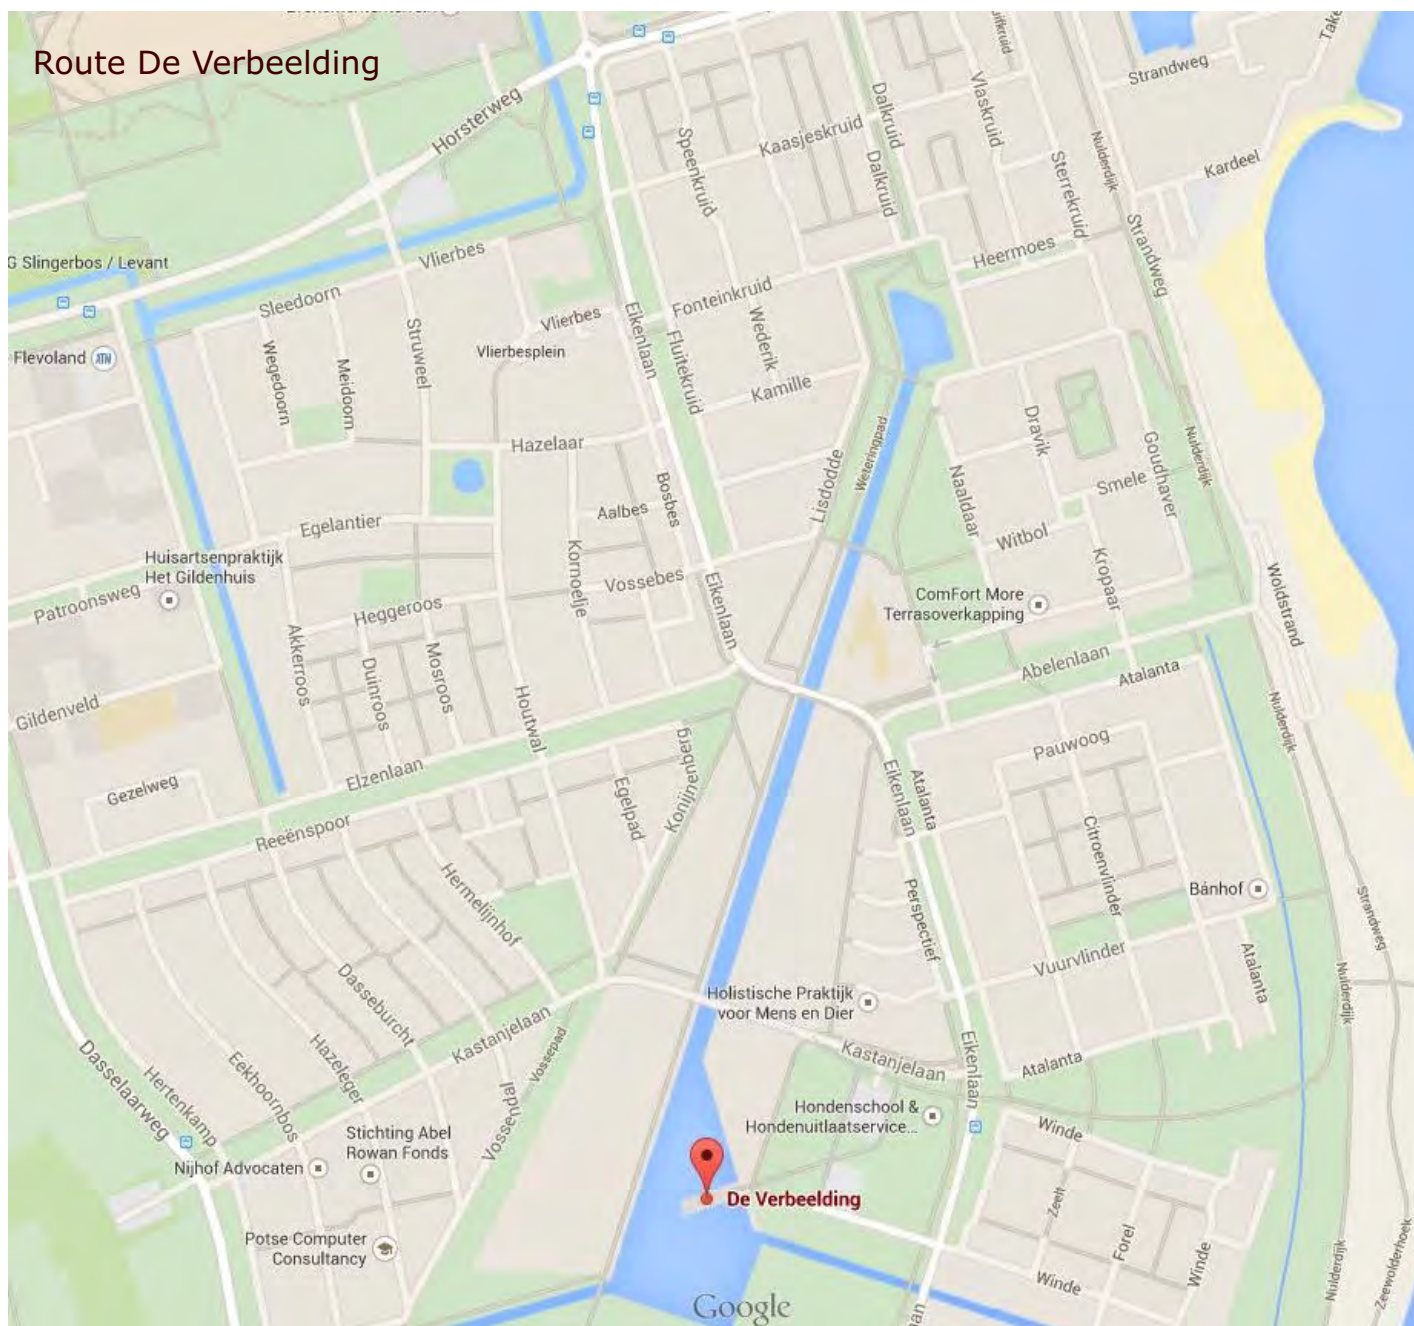 Route De Verbeelding
Horsterweg
Speenkruid
Kaasjeskruid
Dalkruid
Dalkruid
Vlaskruid
Sterrekruid
Nulderdijk
Strandweg
Kardeel
Strandweg
Heermoes
G Slingerbos / Levant
Vlierbes
Sleedoorn
Struweel
Vlierbes
Vlierbesplein
Eikenlaan
Fonteinkruid
Wederik
Fluitekruid
Kamille
Flevoland
ATM
Wegedoorn
Meidoorn
Hazelaar
Bosbes
Aalbes
Lisdodde
Weteringpad
Naaldaar
Dravik
Smele
Goudhaver
Nulderdijk
Witbol
Kropaar
Egelantier
Kornoelje
Vossebes
Eikenlaan
Huisartsenpraktijk
Het Gildenhuis
Patroonsweg
Heggeroos
Akkerroos
Duinroos
Mosroos
Houtwal
ComFort More
Terrasoverkapping
Woldstrand
Abelenlaan
Atalanta
Nulderdijk
Gildenveld
Gezelweg
Elzenlaan
Reeënspoor
Egelpad
Konijnenberg
Pauwoog
Eikenlaan
Atalanta
Citroenvlinder
Hermelijnhof
Perspectief
Bánhof
Strandweg
Vuurvlinder
Atalanta
Nulderdijk
Dasseburcht
Hazeleger
Kastanjelaan
Vossepad
Holistische Praktijk
voor Mens en Dier
Kastanjelaan
Eikenlaan
Atalanta
Dasselaarweg
Hertenkamp
Eekhoornbos
Vossendal
Stichting Abel
Rowan Fonds
Nijhof Advocaten
Hondenschool &
Hondenuitlaatservice...
Winde
De Verbeelding
Zeelt
Forel
Winde
Winde
Potse Computer
Consultancy
Nulderdijk
Zeewolderhoek
Google